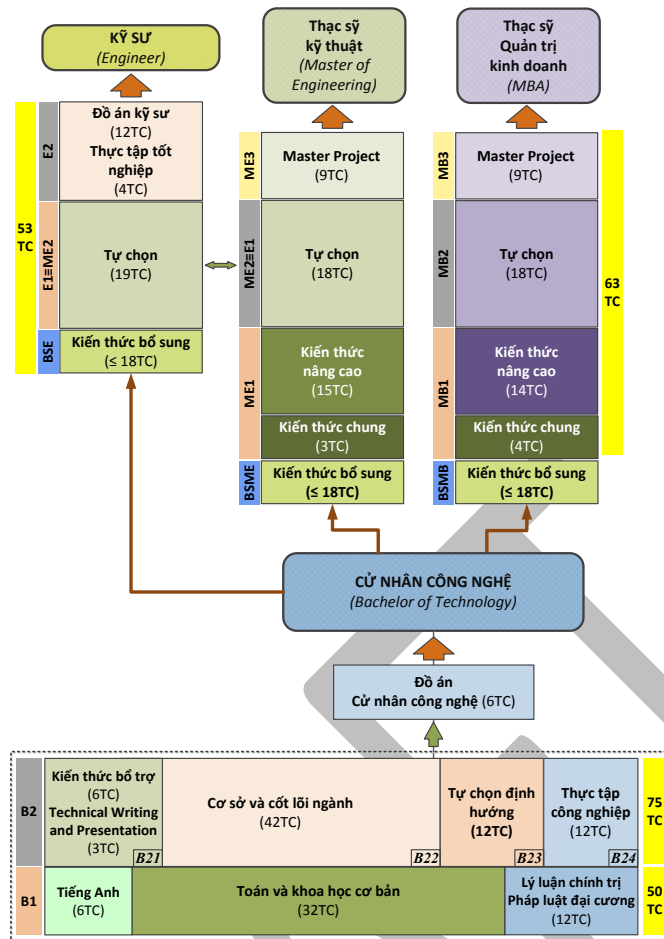 KỸ SƯ
(Engineer)
Thạc sỹ
kỹ thuật
(Master of
Engineering)
Thạc sỹ
Quản trị
kinh doanh
(MBA)
53
TC
E2
Đồ án kỹ sư
(12TC)
Thực tập tốt
nghiệp
(4TC)
E1≡ME2
Tự chọn
(19TC)
BSE
Kiến thức bổ sung
(≤ 18TC)
ME3
Master Project
(9TC)
ME2≡E1
Tự chọn
(18TC)
ME1
Kiến thức
nâng cao
(15TC)
Kiến thức chung
(3TC)
BSME
Kiến thức bổ sung
(≤ 18TC)
MB3
Master Project
(9TC)
MB2
Tự chọn
(18TC)
MB1
Kiến thức
nâng cao
(14TC)
Kiến thức chung
(4TC)
BSMB
Kiến thức bổ sung
(≤ 18TC)
63
TC
CỬ NHÂN CÔNG NGHỆ
(Bachelor of Technology)
Đồ án
Cử nhân công nghệ (6TC)
B2
Kiến thức bổ trợ
(6TC)
Technical Writing
and Presentation
(3TC)
B21
Cơ sở và cốt lõi ngành
(42TC)
B22
Tự chọn định
hướng
(12TC)
B23
Thực tập
công nghiệp
(12TC)
B24
75
TC
B1
Tiếng Anh
(6TC)
Toán và khoa học cơ bản
(32TC)
Lý luận chính trị
Pháp luật đại cương
(12TC)
50
TC